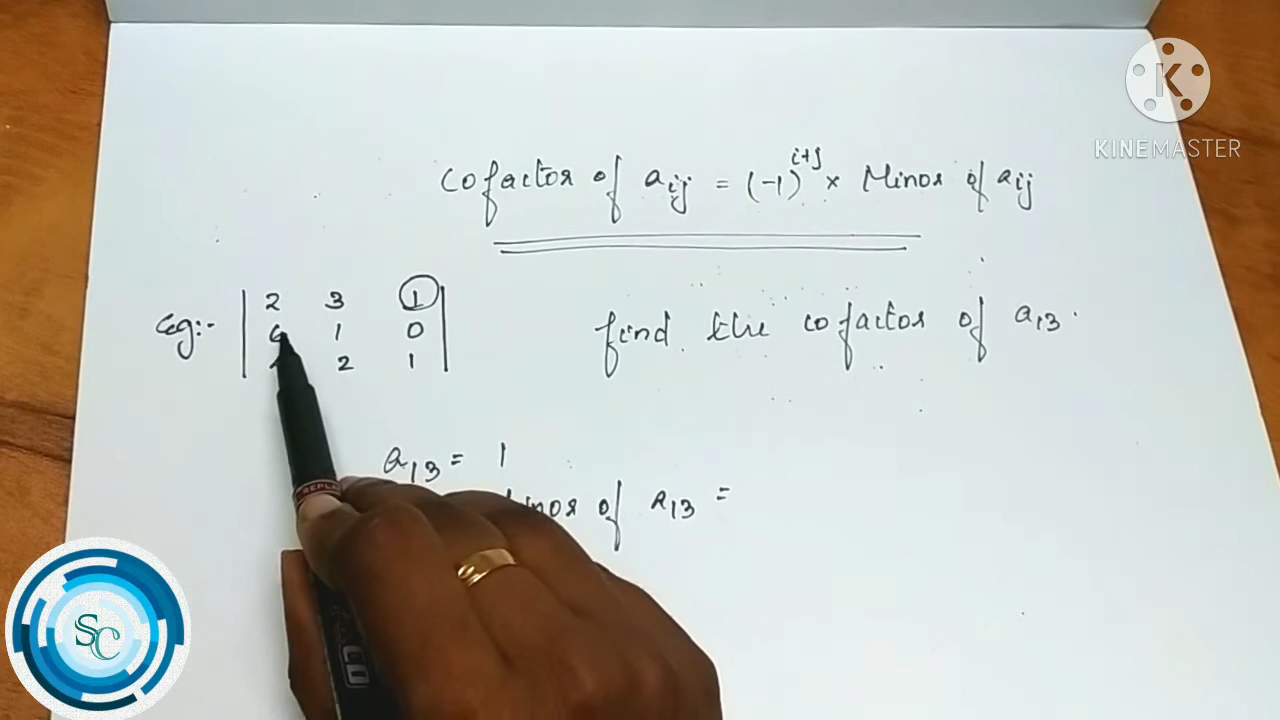 K
KINEMASTER
Cofactor of aij = (-1)^i+j × Minor of aij
eg:- 2 3 1 find the cofactor of a13.
1 0
2 1
a13 = 1
of a13 =
SC